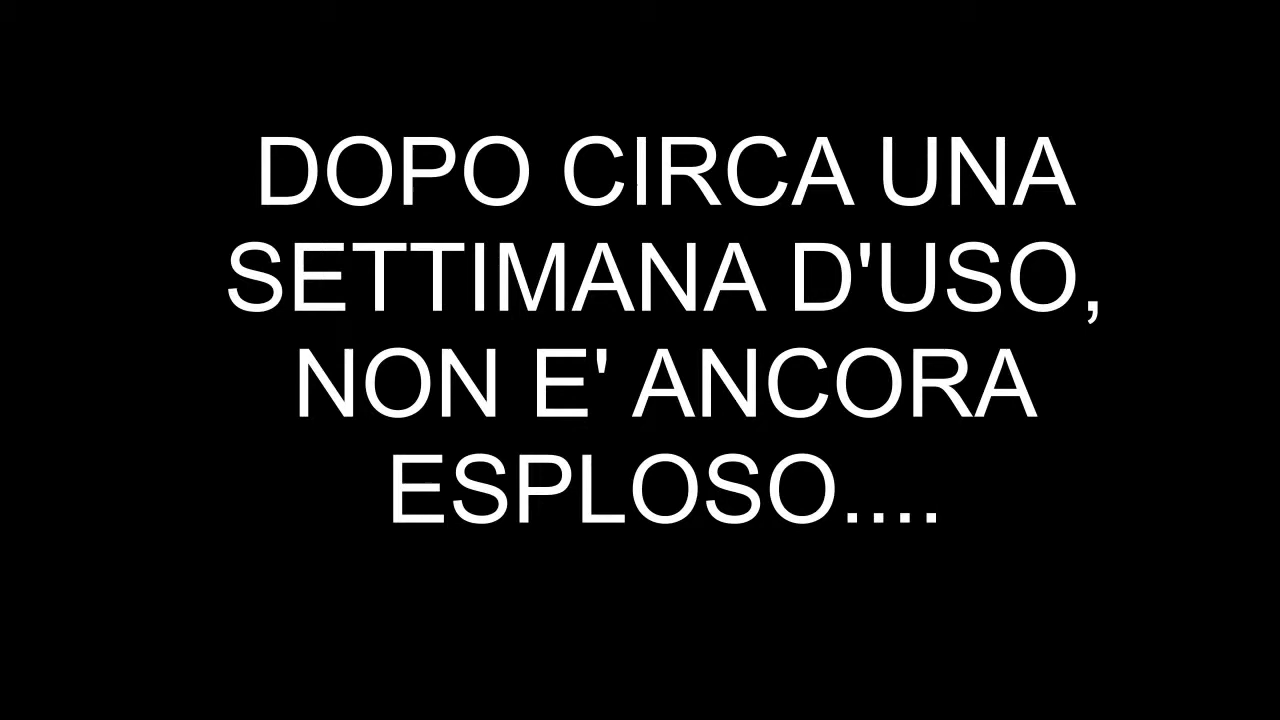 DOPO CIRCA UNA
SETTIMANA D'USO,
NON E' ANCORA
ESPLOSO....